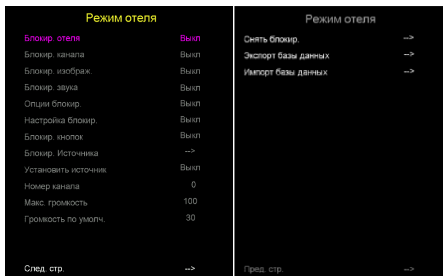 Режим отеля
Блокир. отеля Выкл
Блокир. канала Выкл
Блокир. изображ. Выкл
Блокир. звука Выкл
Опции блокир. Выкл
Настройка блокир. Выкл
Блокир. кнопок Выкл
Блокир. Источника -->
Установить источник Выкл
Номер канала 0
Макс. громкость 100
Громкость по умолч. 30
След. стр. -->
Режим отеля
Снять блокир. -->
Экспорт базы данных -->
Импорт базы данных -->
Пред. стр. -->